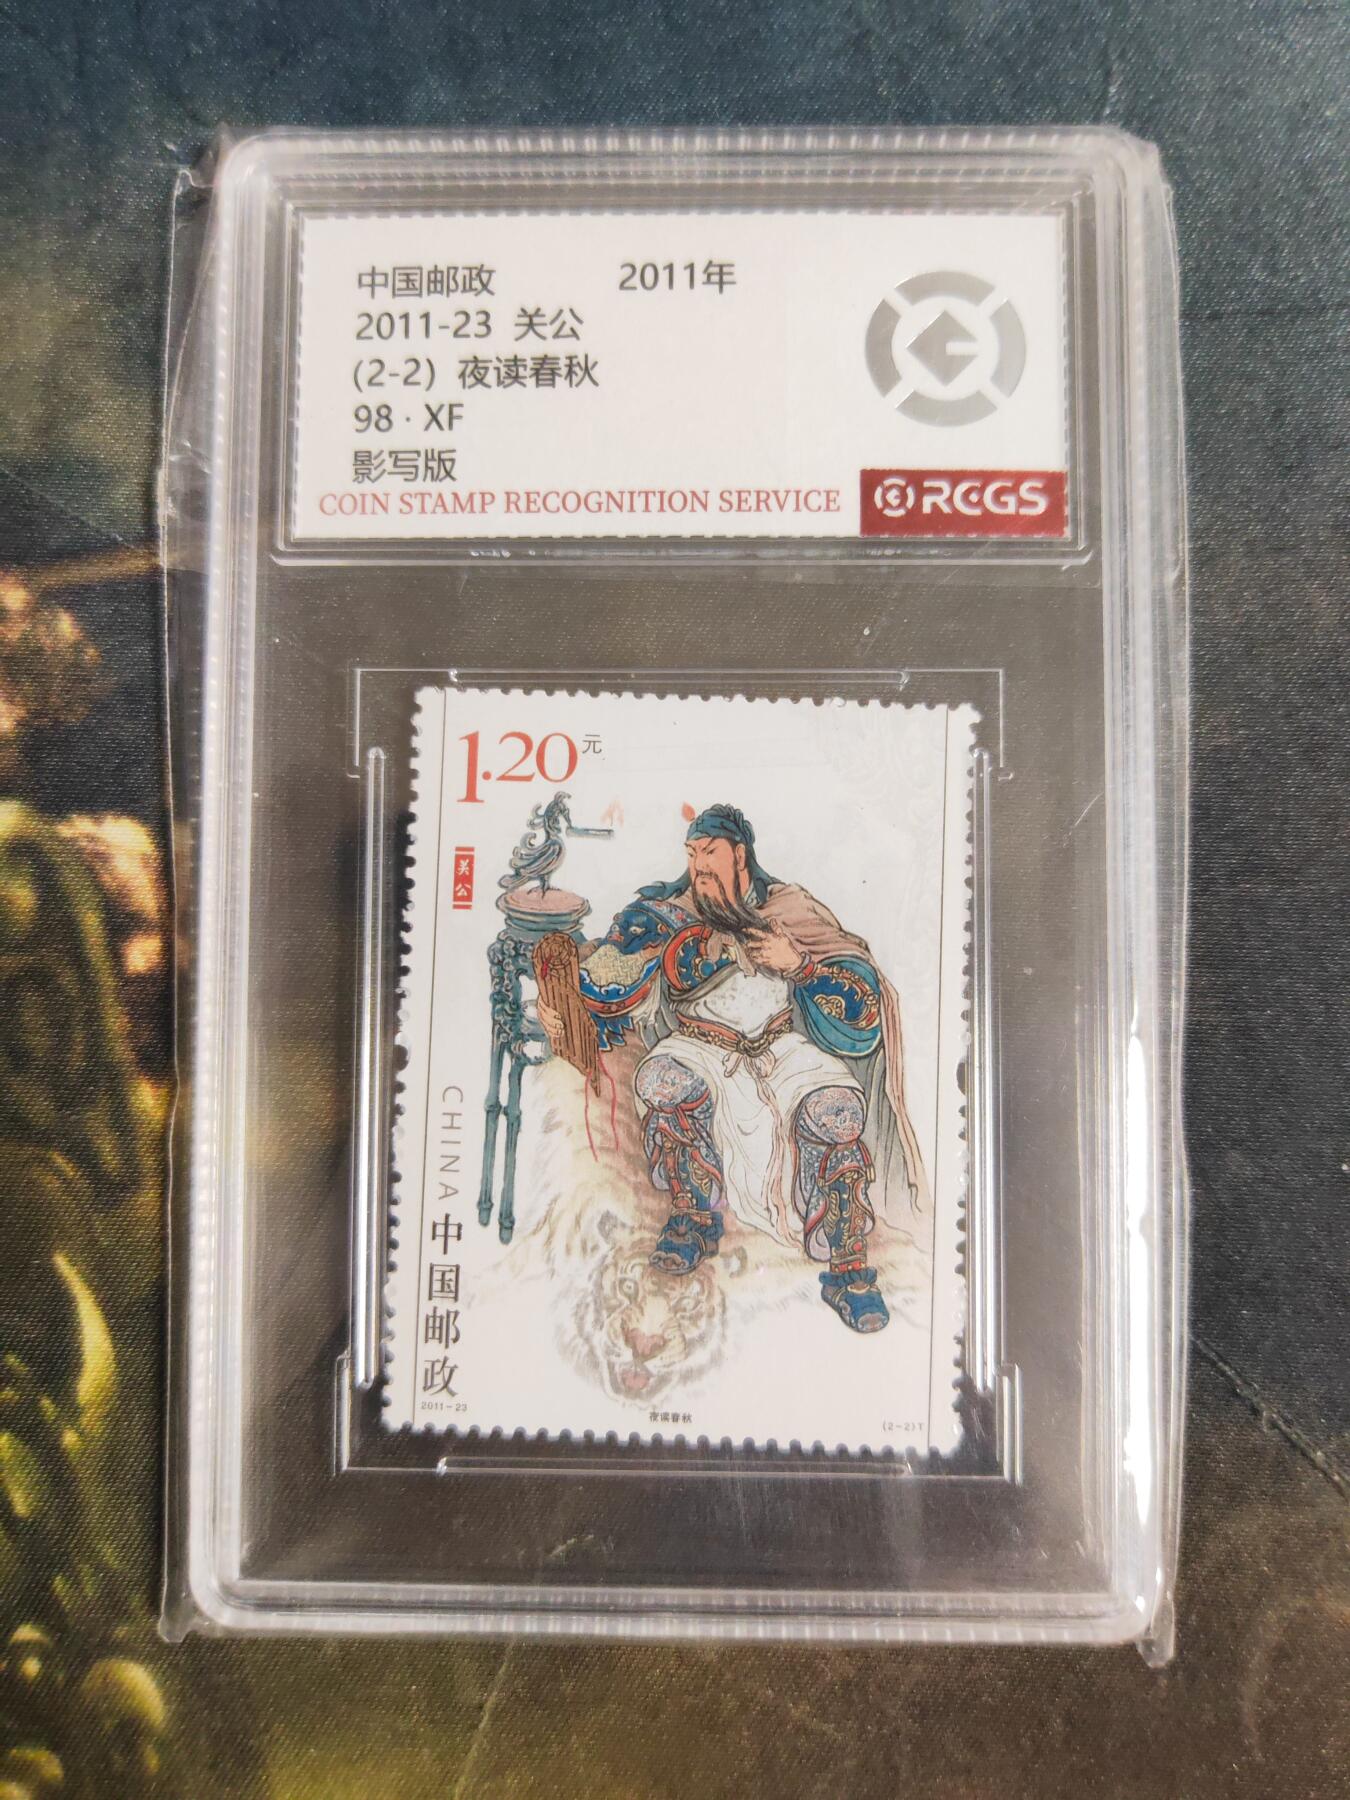 中国邮政 2011年
2011-23 关公
(2-2) 夜读春秋
98·XF
影写版
COIN STAMP RECOGNITION SERVICE
RCGS
1.20元
关公
CHINA 中国邮政
2011-23
夜读春秋
(2-2)T